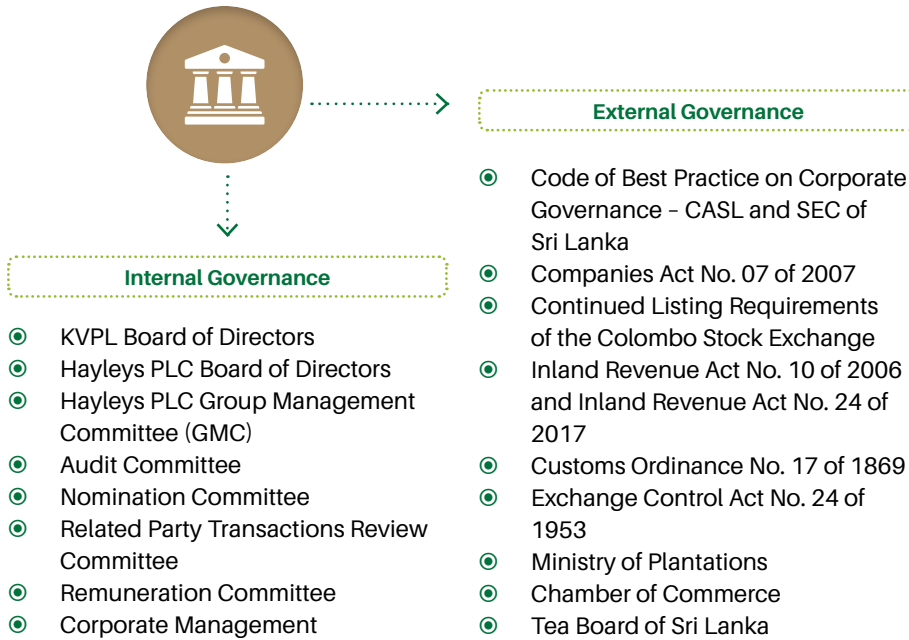 External Governance
Code of Best Practice on Corporate
Governance – CASL and SEC of
Sri Lanka
Companies Act No. 07 of 2007
Continued Listing Requirements
of the Colombo Stock Exchange
Inland Revenue Act No. 10 of 2006
and Inland Revenue Act No. 24 of
2017
Customs Ordinance No. 17 of 1869
Exchange Control Act No. 24 of
1953
Ministry of Plantations
Chamber of Commerce
Tea Board of Sri Lanka
Internal Governance
KVPL Board of Directors
Hayleys PLC Board of Directors
Hayleys PLC Group Management
Committee (GMC)
Audit Committee
Nomination Committee
Related Party Transactions Review
Committee
Remuneration Committee
Corporate Management